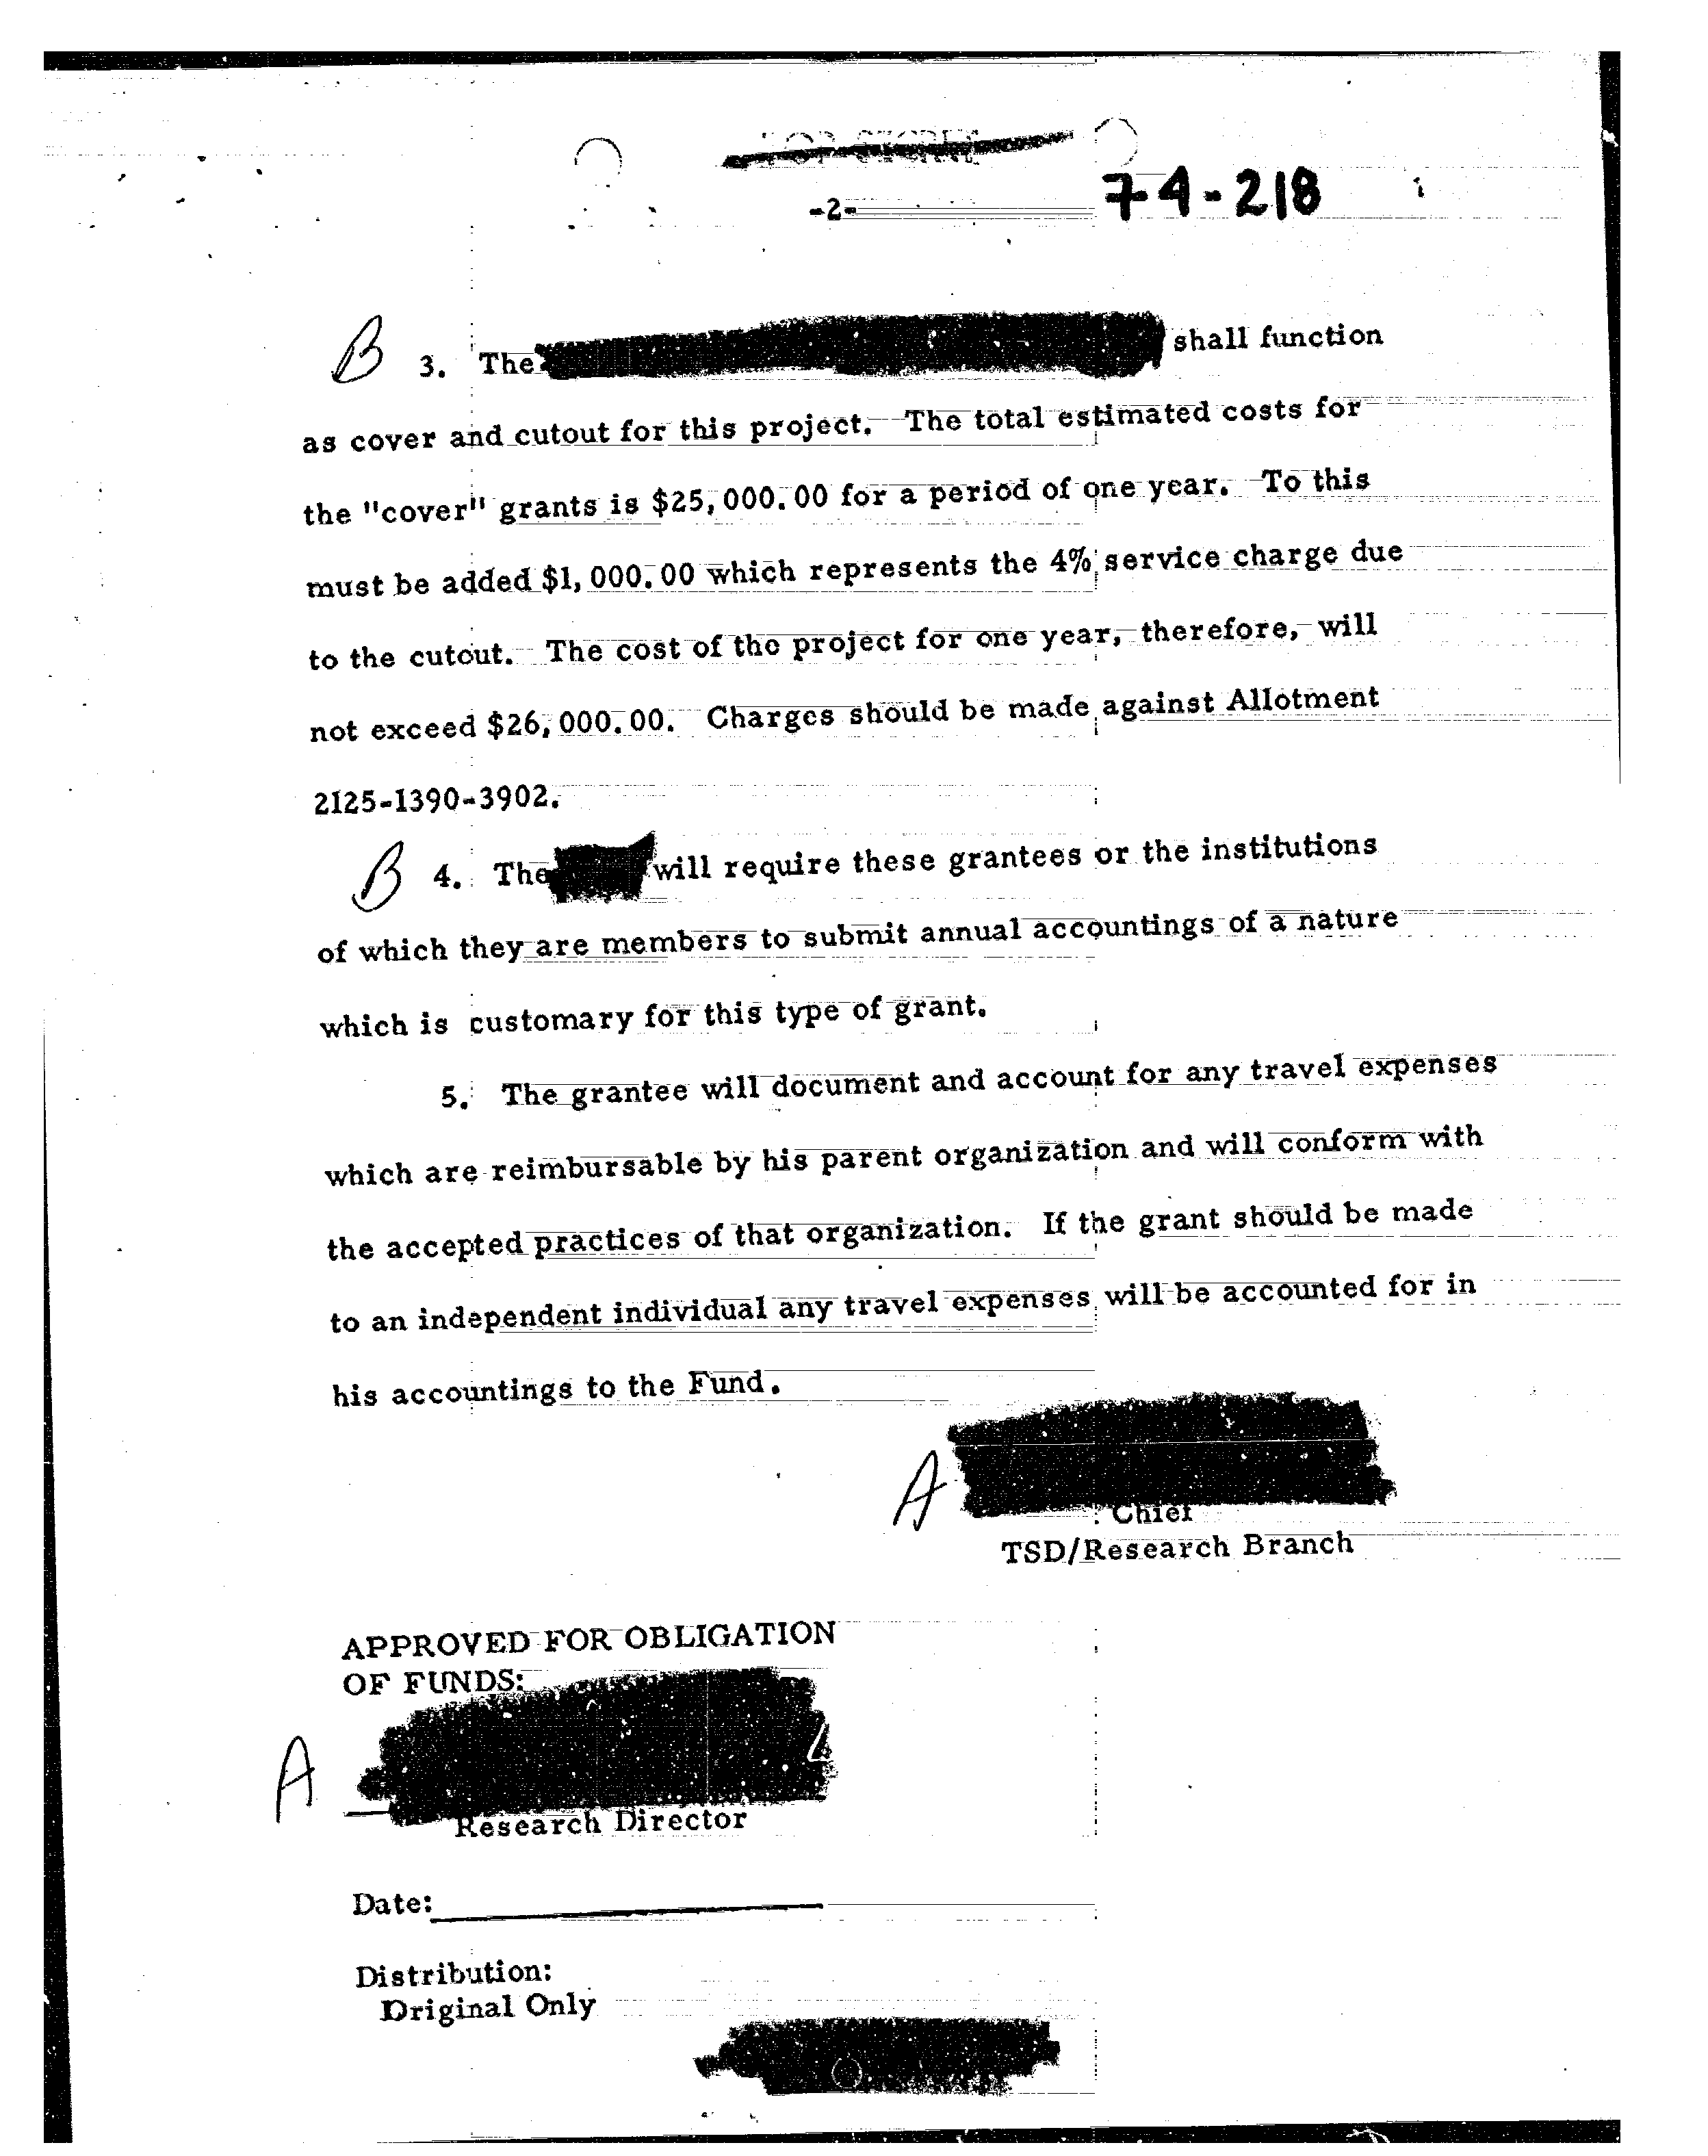 TOP SECRET
-2-
74-218
B 3. The shall function
as cover and cutout for this project. The total estimated costs for
the "cover" grants is $25,000.00 for a period of one year. To this
must be added $1,000.00 which represents the 4% service charge due
to the cutout. The cost of the project for one year, therefore, will
not exceed $26,000.00. Charges should be made against Allotment
2125-1390-3902.
B 4. The will require these grantees or the institutions
of which they are members to submit annual accountings of a nature
which is customary for this type of grant.
5. The grantee will document and account for any travel expenses
which are reimbursable by his parent organization and will conform with
the accepted practices of that organization. If the grant should be made
to an independent individual any travel expenses will be accounted for in
his accountings to the Fund.
A
Chief
TSD/Research Branch
APPROVED FOR OBLIGATION
OF FUNDS:
A
Research Director
Date:
Distribution:
Original Only